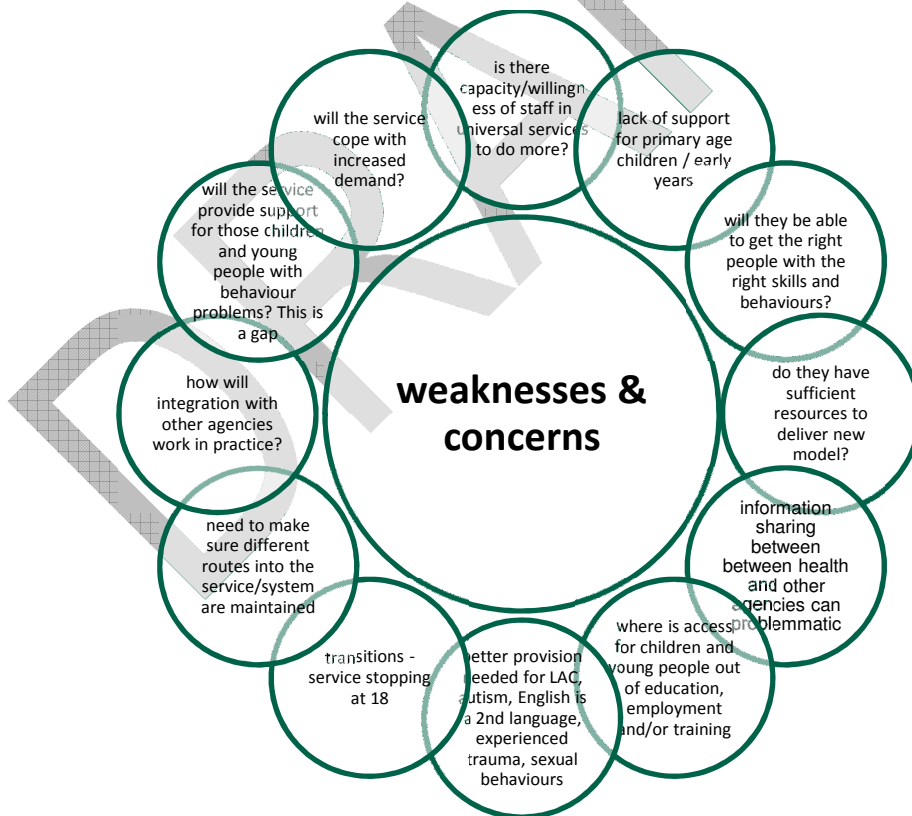 weaknesses &
concerns
is there
capacity/willingn
ess of staff in
universal services
to do more?
lack of support
for primary age
children / early
years
will they be able
to get the right
people with the
right skills and
behaviours?
do they have
sufficient
resources to
deliver new
model?
information
sharing
between
between health
and other
agencies can
problemmatic
where is access
for children and
young people out
of education,
employment
and/or training
better provision
needed for LAC,
autism, English is
a 2nd language,
experienced
trauma, sexual
behaviours
transitions -
service stopping
at 18
need to make
sure different
routes into the
service/system
are maintained
how will
integration with
other agencies
work in practice?
will the service
provide support
for those children
and young
people with
behaviour
problems? This is
a gap
will the service
cope with
increased
demand?
DRAF